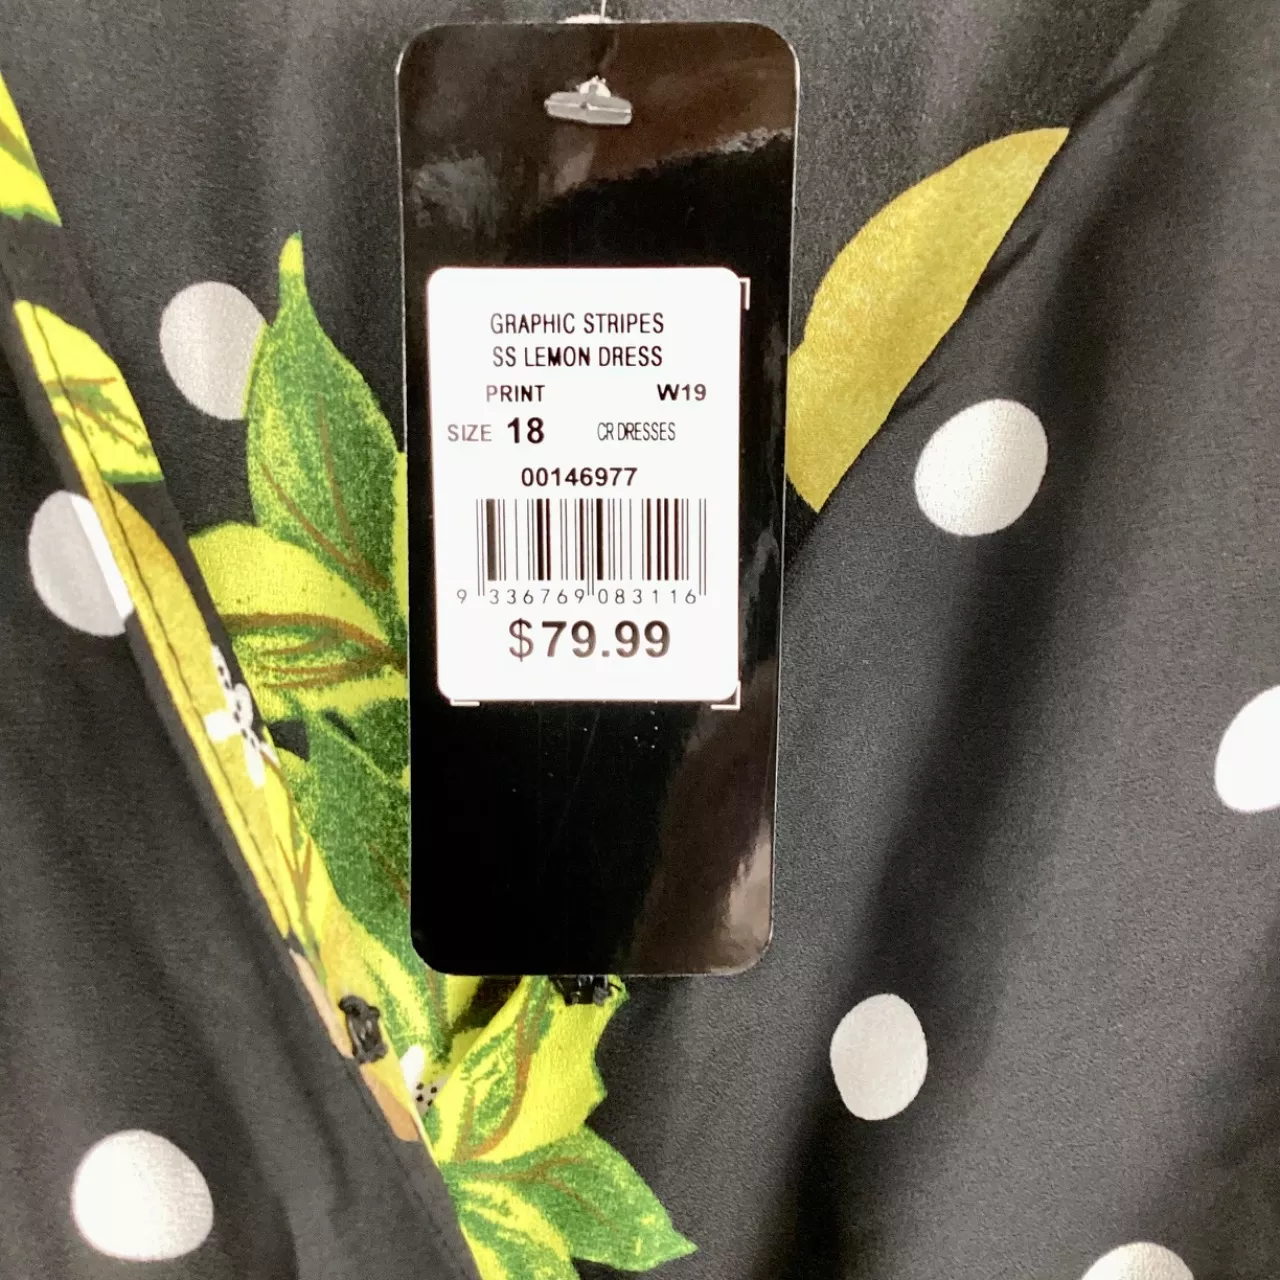 GRAPHIC STRIPES
SS LEMON DRESS
PRINT W19
SIZE 18 CR DRESSES
00146977
9 336769 083116
$79.99